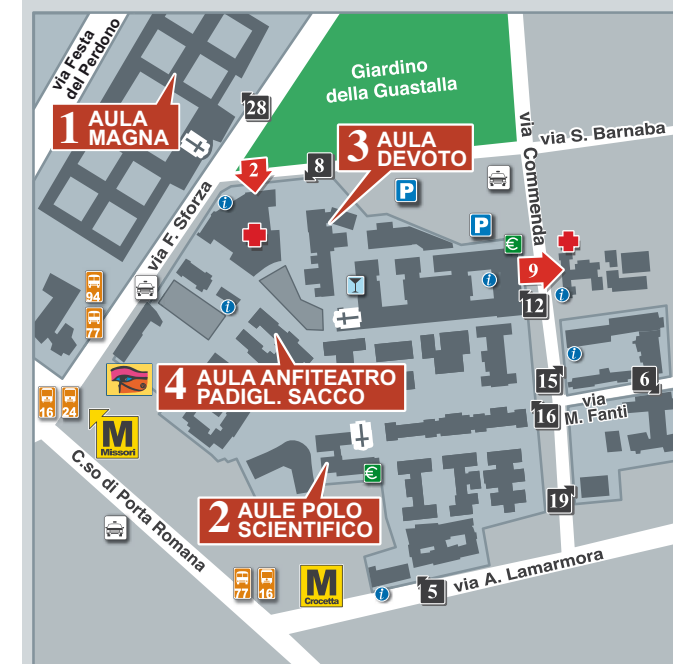 via Festa
del Perdono
Giardino
della Guastalla
28
1 AULA
MAGNA
3 AULA
DEVOTO
via S. Barnaba
via Commenda
8
2
P
i
via F. Sforza
P
€
9
i
i
i
12
94
77
i
4 AULA ANFITEATRO
PADIGL. SACCO
15
6
via
M. Fanti
16
16
24
M
Missori
C.so di Porta Romana
€
2 AULE POLO
SCIENTIFICO
19
via A. Lamarmora
77
16
M
Crocetta
i
5